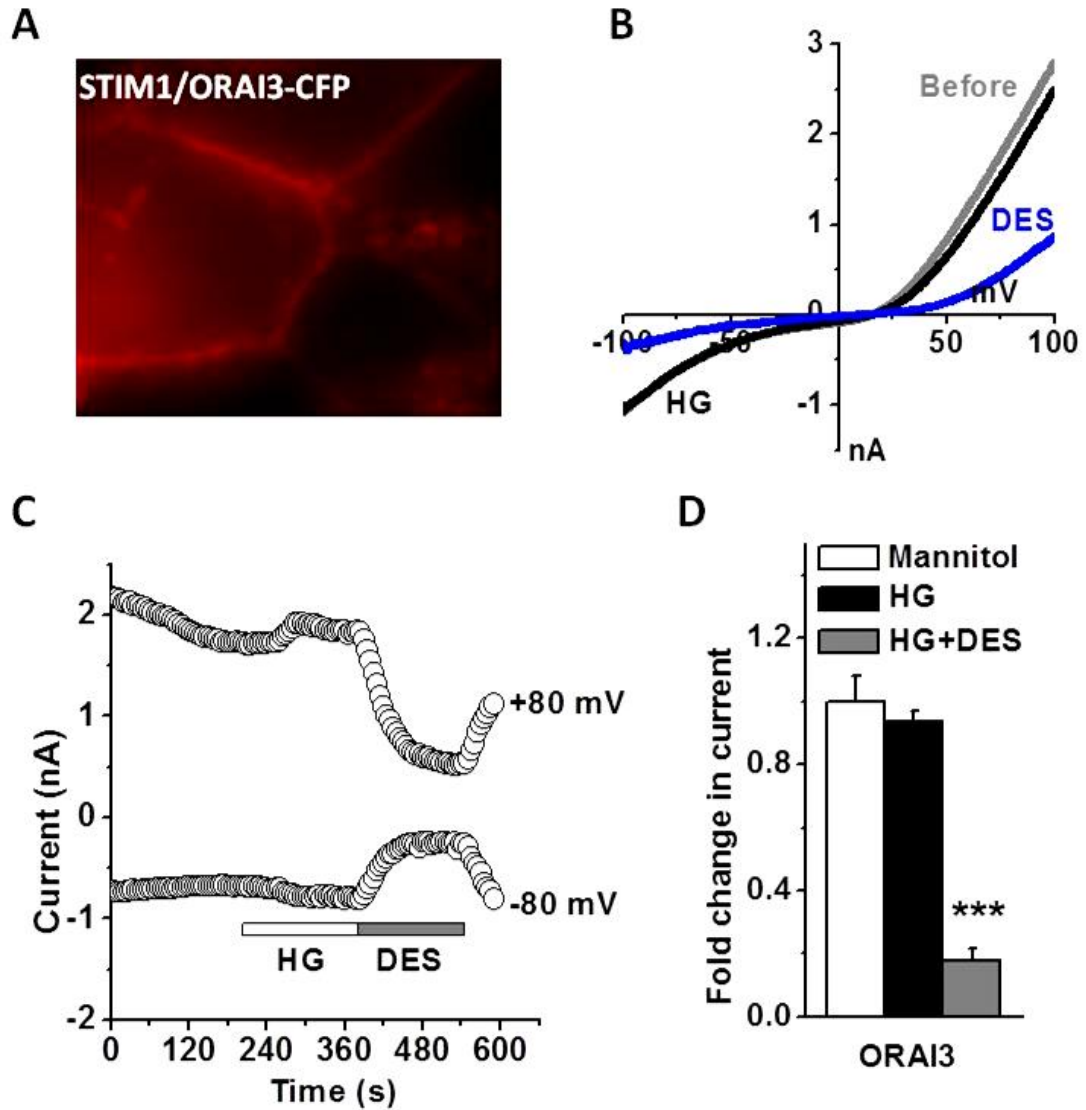 A
STIM1/ORAI3-CFP
B
3
2
1
0
-1
-100
-50
50
100
mV
nA
Before
DES
HG
C
2
1
0
-1
-2
Current (nA)
+80 mV
-80 mV
HG
DES
0 120 240 360 480 600
Time (s)
D
Mannitol
HG
HG+DES
1.2
0.8
0.4
0.0
Fold change in current
***
ORAI3